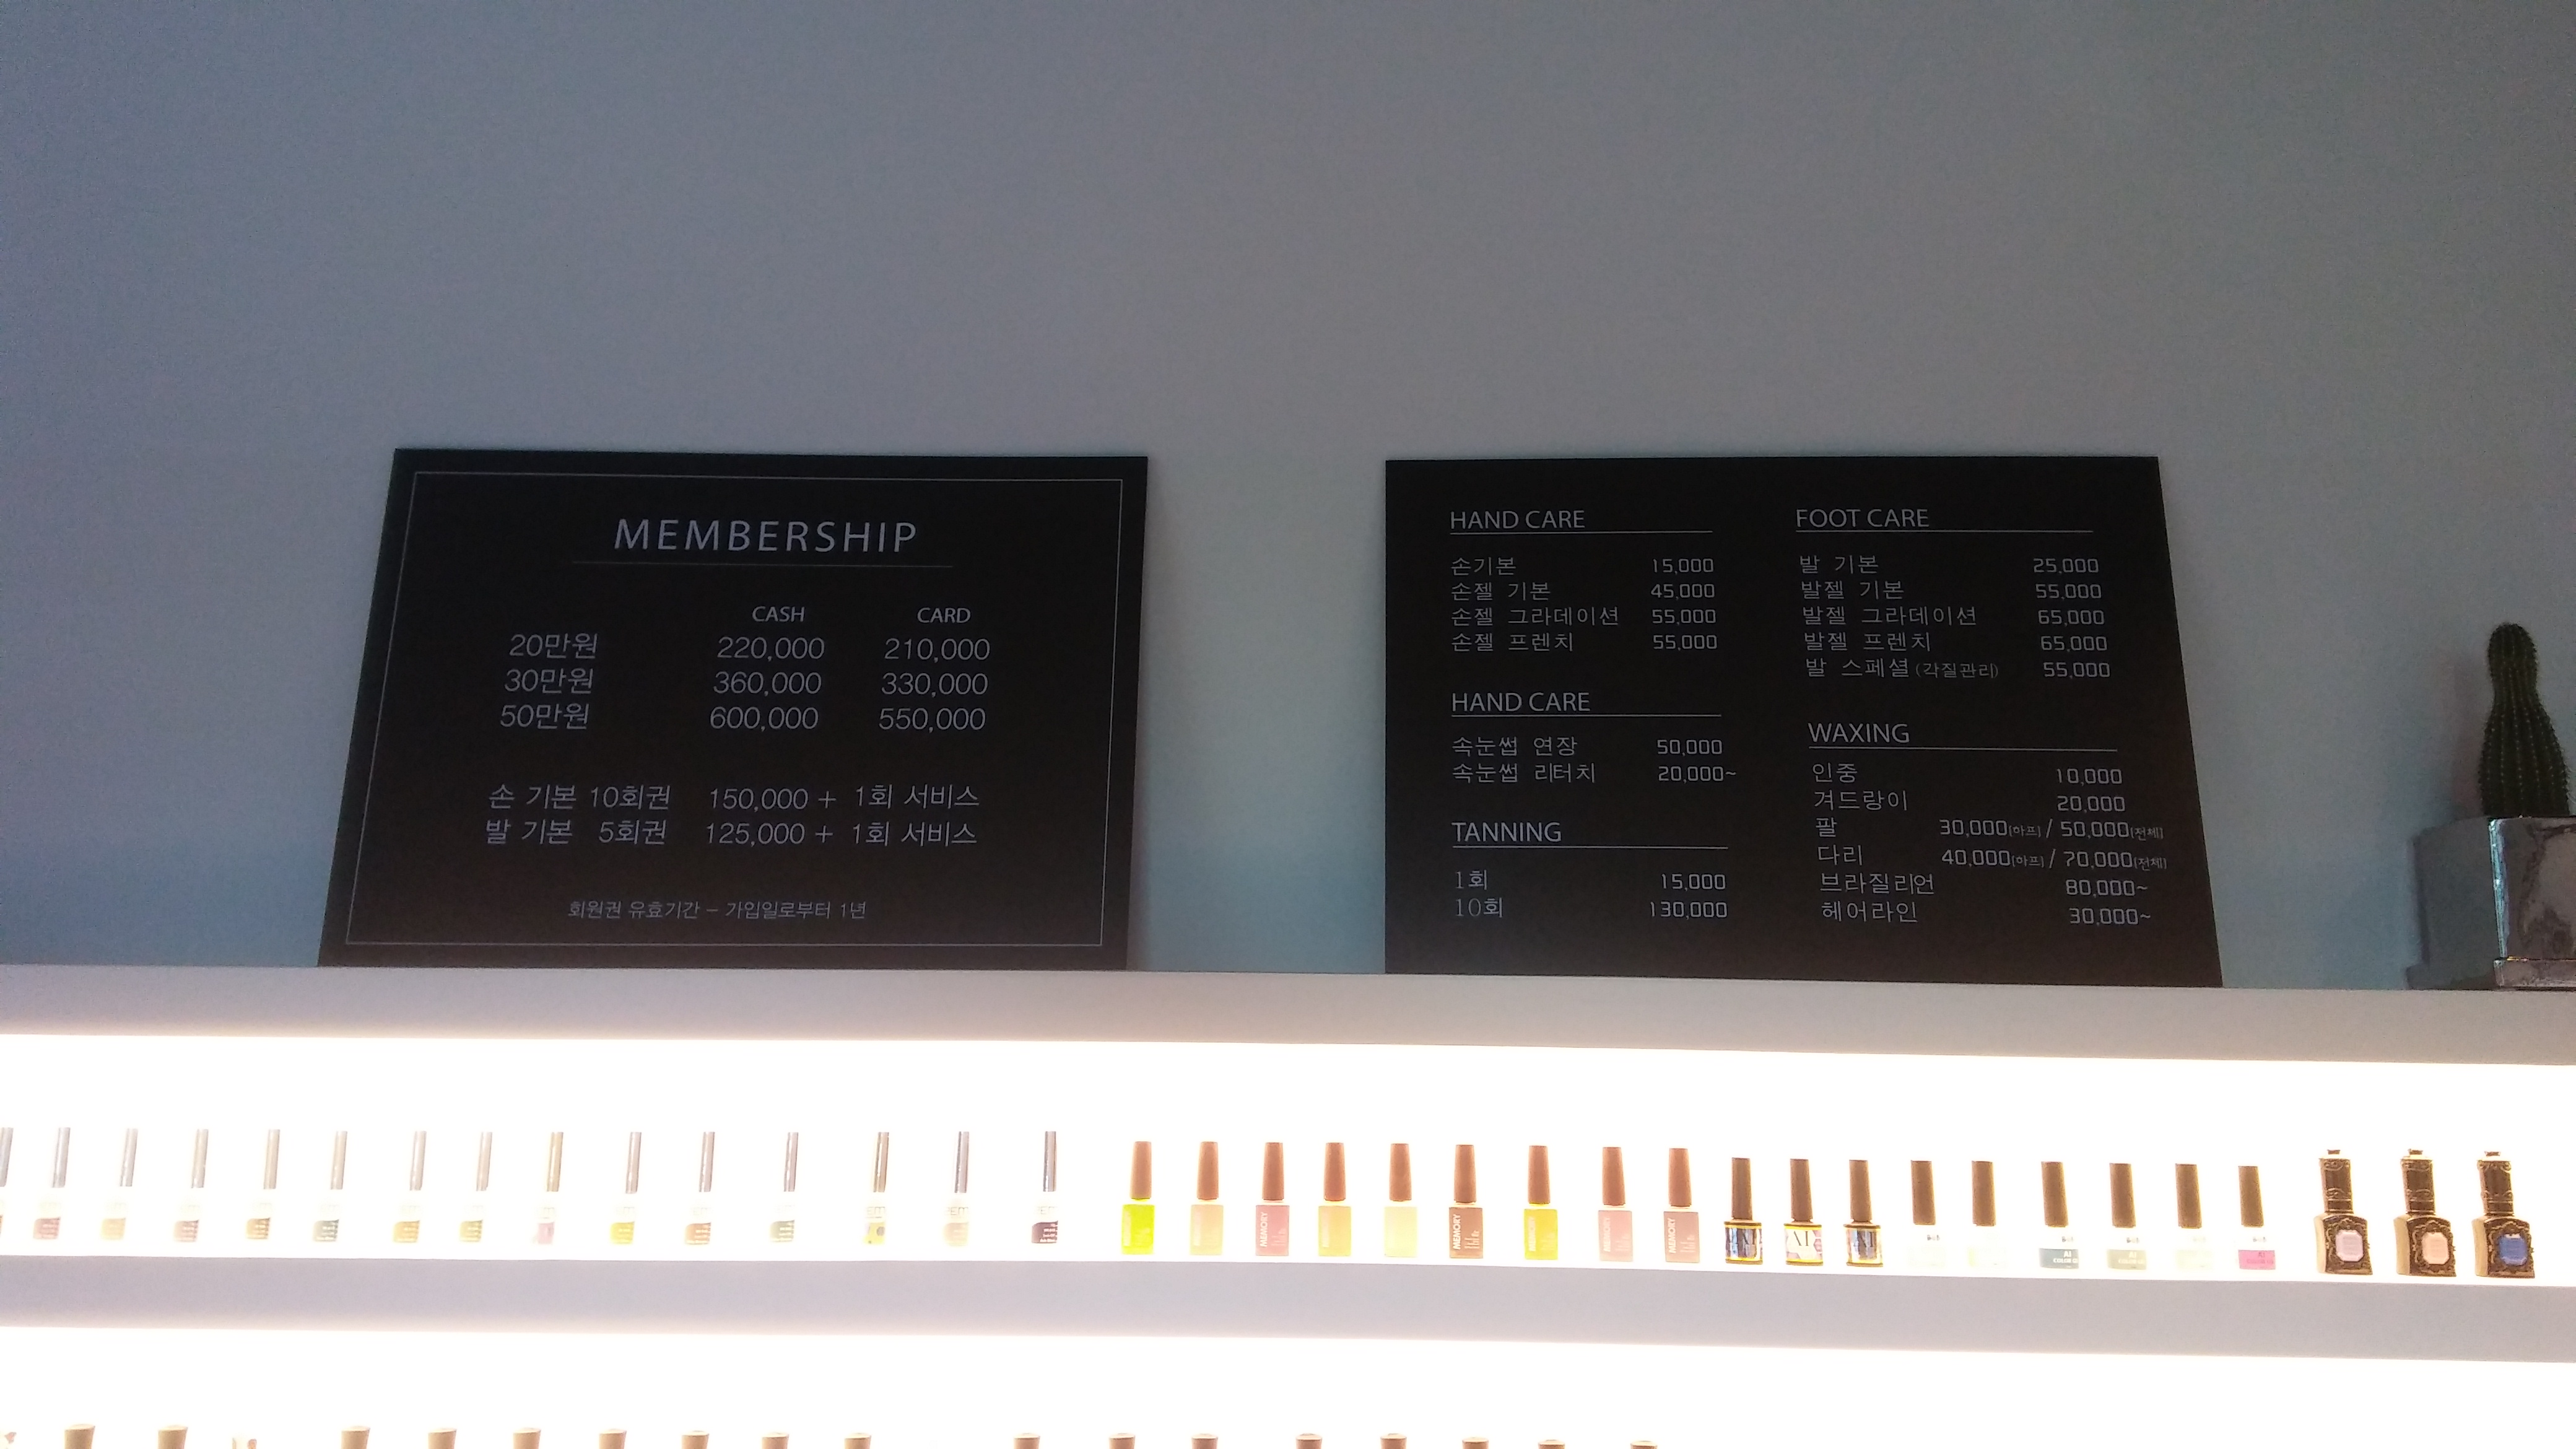 MEMBERSHIP
CASH CARD
20만원 220,000 210,000
30만원 360,000 330,000
50만원 600,000 550,000
손 기본 10회권 150,000 + 1회 서비스
발 기본 5회권 125,000 + 1회 서비스
회원권 유효기간 - 가입일로부터 1년
HAND CARE
손기본 15,000
손젤 기본 45,000
손젤 그라데이션 55,000
손젤 프렌치 55,000
HAND CARE
속눈썹 연장 50,000
속눈썹 리터치 20,000~
TANNING
1회 15,000
10회 130,000
FOOT CARE
발 기본 25,000
발젤 기본 55,000
발젤 그라데이션 65,000
발젤 프렌치 65,000
발 스페셜 (각질관리) 55,000
WAXING
인중 10,000
겨드랑이 20,000
팔 30,000(하프) / 50,000(전체)
다리 40,000(하프) / 70,000(전체)
브라질리언 80,000~
헤어라인 30,000~
MEMORY
MEMORY